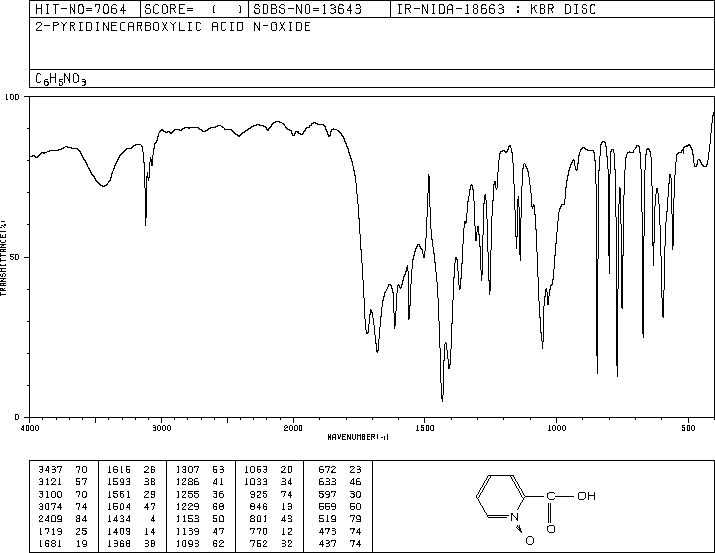 HIT-NO=7064 SCORE= ( ) SDBS-NO=13643 IR-NIDA-18663 : KBR DISC
2-PYRIDINECARBOXYLIC ACID N-OXIDE
C6H5NO3
100
50
0
TRANSMITTANCE(%)
4000 3000 2000 1500 1000 500
WAVENUMBER(-1)
3437 70 1616 26 1307 53 1063 20 672 23
3121 57 1593 38 1286 41 1033 34 633 46
3100 70 1561 29 1255 36 925 74 597 30
3074 74 1504 47 1229 68 846 13 559 50
2409 84 1434 4 1153 50 801 43 519 79
1719 25 1409 14 1139 47 770 12 473 74
1681 19 1368 38 1093 62 752 32 437 74
C OH
N O
O